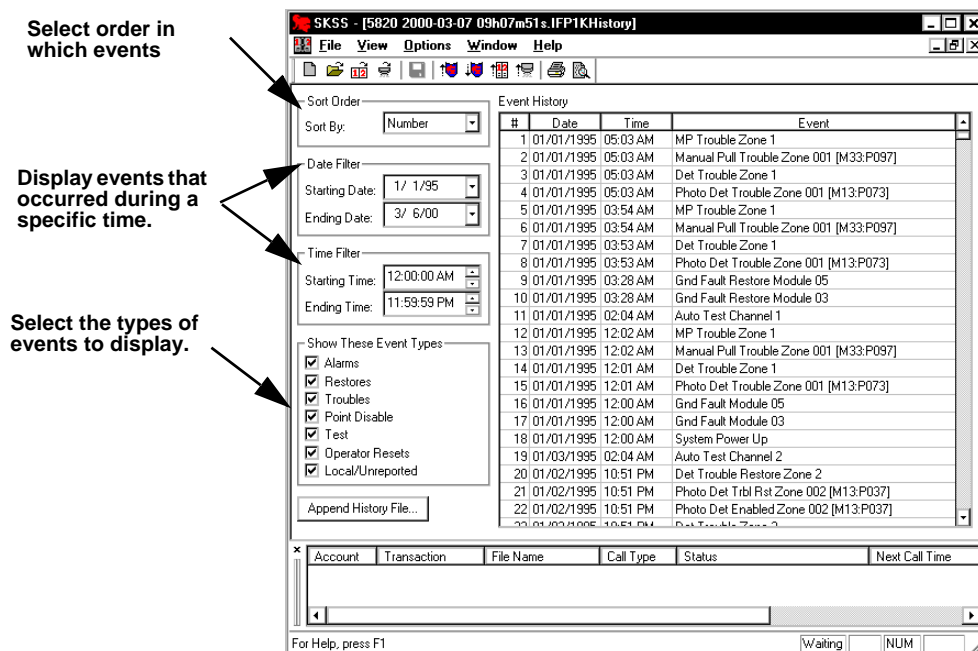 Select order in
which events
Display events that
occurred during a
specific time.
Select the types of
events to display.
SKSS - [5820 2000-03-07 09h07m51s.IFP1KHistory]
File View Options Window Help
Sort Order
Sort By: Number
Date Filter
Starting Date: 1/ 1/95
Ending Date: 3/ 6/00
Time Filter
Starting Time: 12:00:00 AM
Ending Time: 11:59:59 PM
Show These Event Types
Alarms
Restores
Troubles
Point Disable
Test
Operator Resets
Local/Unreported
Append History File...
Event History
# Date Time Event
1 01/01/1995 05:03 AM MP Trouble Zone 1
2 01/01/1995 05:03 AM Manual Pull Trouble Zone 001 [M33:P097]
3 01/01/1995 05:03 AM Det Trouble Zone 1
4 01/01/1995 05:03 AM Photo Det Trouble Zone 001 [M13:P073]
5 01/01/1995 03:54 AM MP Trouble Zone 1
6 01/01/1995 03:54 AM Manual Pull Trouble Zone 001 [M33:P097]
7 01/01/1995 03:53 AM Det Trouble Zone 1
8 01/01/1995 03:53 AM Photo Det Trouble Zone 001 [M13:P073]
9 01/01/1995 03:28 AM Gnd Fault Restore Module 05
10 01/01/1995 03:28 AM Gnd Fault Restore Module 03
11 01/01/1995 02:04 AM Auto Test Channel 1
12 01/01/1995 12:02 AM MP Trouble Zone 1
13 01/01/1995 12:02 AM Manual Pull Trouble Zone 001 [M33:P097]
14 01/01/1995 12:01 AM Det Trouble Zone 1
15 01/01/1995 12:01 AM Photo Det Trouble Zone 001 [M13:P073]
16 01/01/1995 12:00 AM Gnd Fault Module 05
17 01/01/1995 12:00 AM Gnd Fault Module 03
18 01/01/1995 12:00 AM System Power Up
19 01/03/1995 02:04 AM Auto Test Channel 2
20 01/02/1995 10:51 PM Det Trouble Restore Zone 2
21 01/02/1995 10:51 PM Photo Det Trbl Rst Zone 002 [M13:P037]
22 01/02/1995 10:51 PM Photo Det Enabled Zone 002 [M13:P037]
23 01/02/1995 10:51 PM Det Trouble Zone 2
Account Transaction File Name Call Type Status Next Call Time
For Help, press F1 Waiting NUM